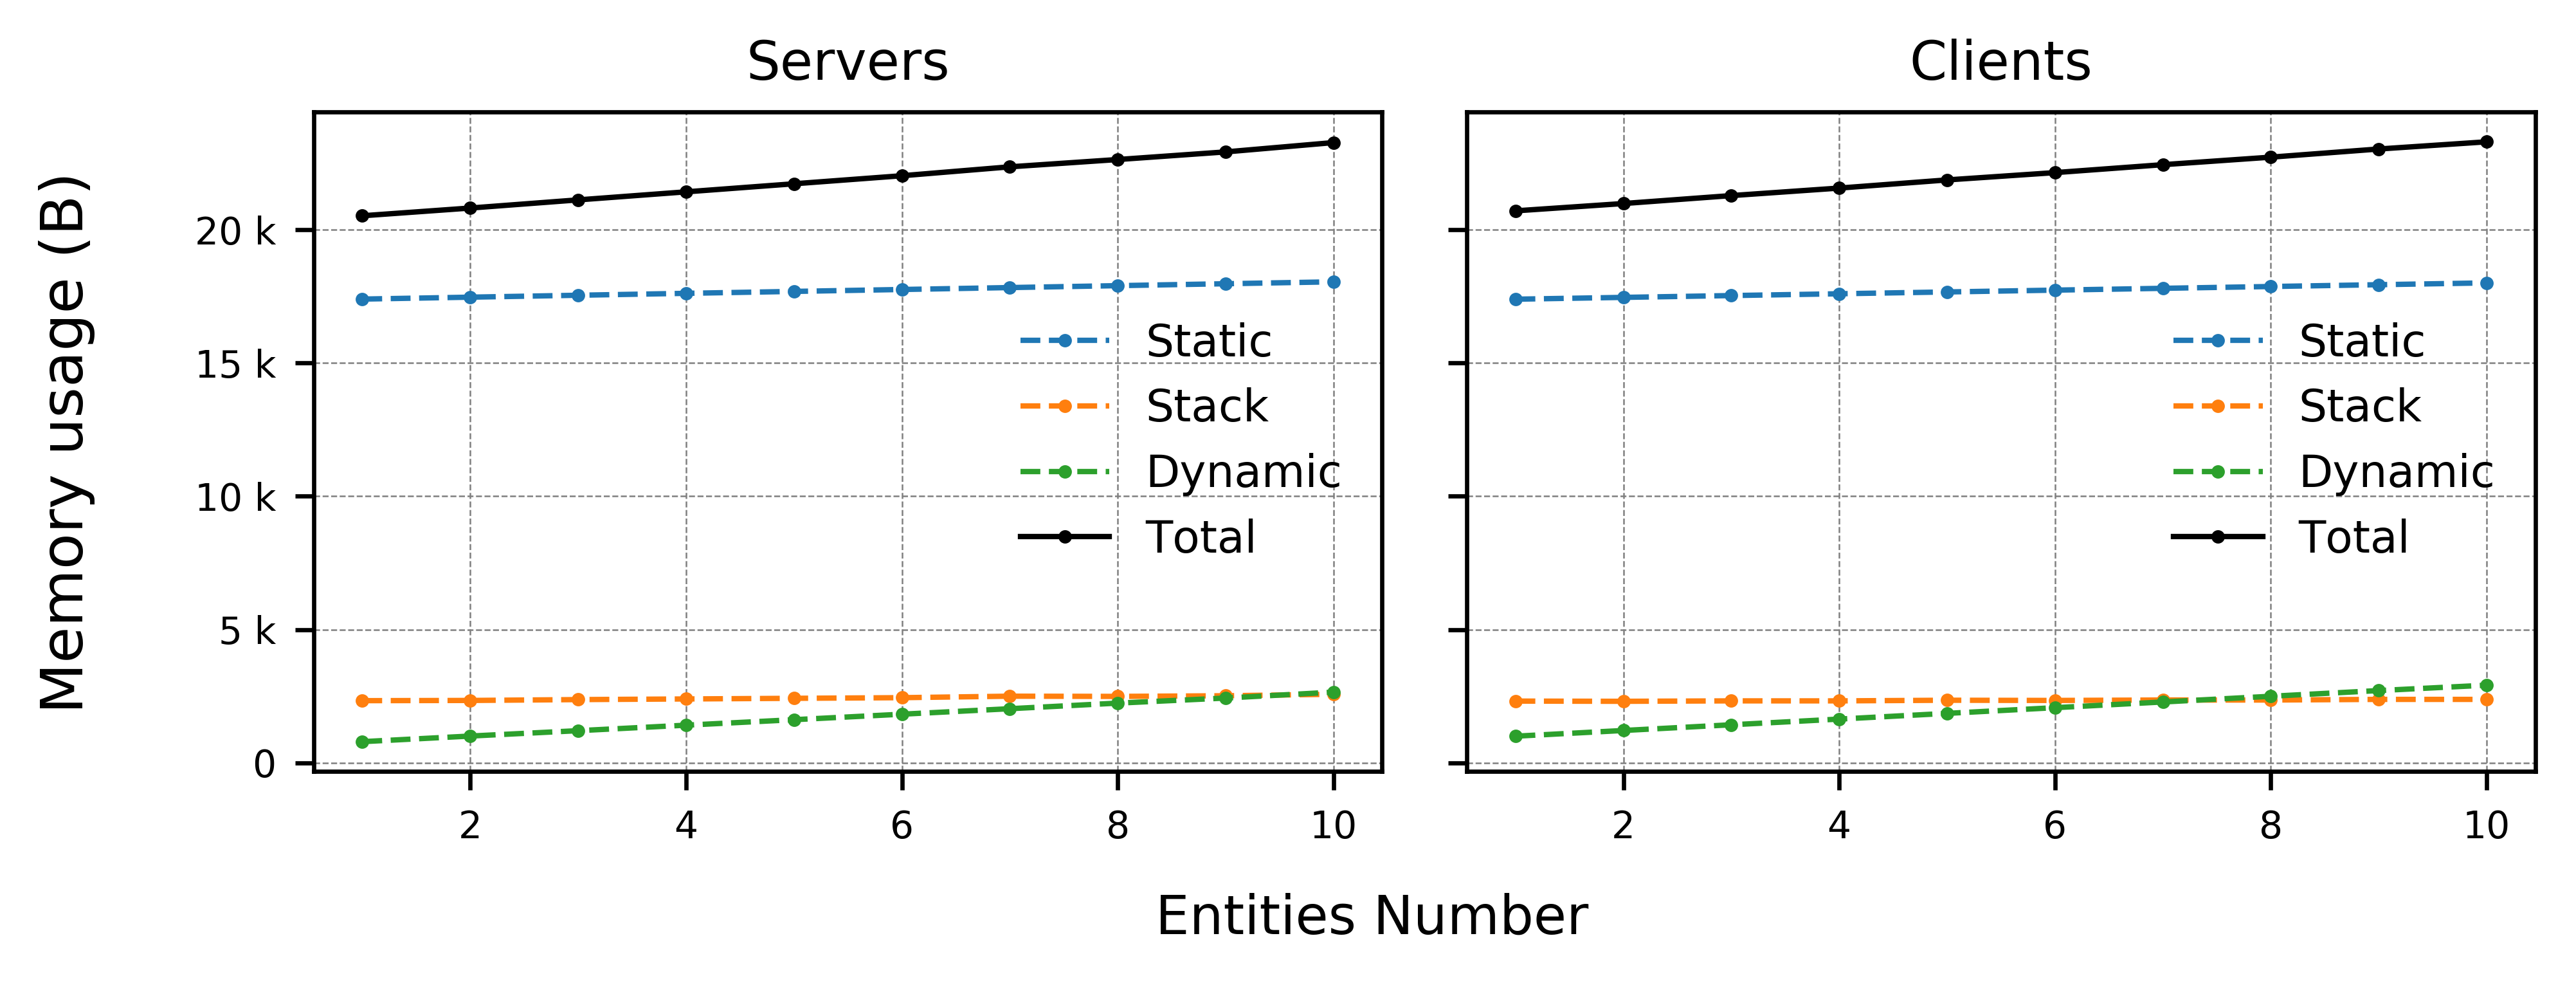 Servers
Clients
Memory usage (B)
20 k
15 k
10 k
5 k
0
Static
Stack
Dynamic
Total
Static
Stack
Dynamic
Total
2 4 6 8 10
2 4 6 8 10
Entities Number